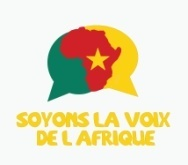 SOYONS LA VOIX
DE L AFRIQUE